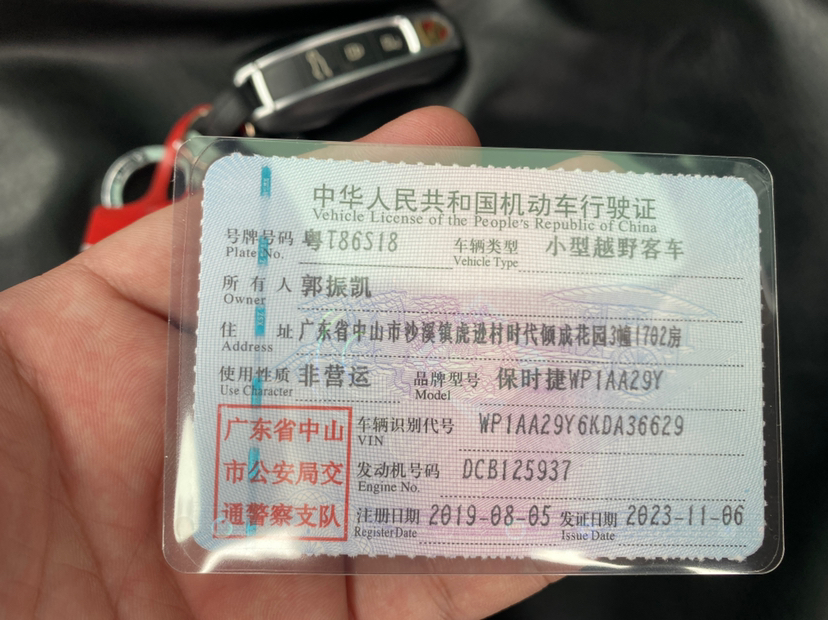 中华人民共和国机动车行驶证
Vehicle License of the People's Republic of China
号牌号码 粤T86S18 车辆类型 小型越野客车
Plate No. Vehicle Type
所有人 郭振凯
Owner
住址 广东省中山市沙溪镇虎逊村时代倾成花园3幢1702房
Address
使用性质 非营运 品牌型号 保时捷WP1AA29Y
Use Character Model
广东省中山 车辆识别代号 WP1AA29Y6KDA36629
VIN
市公安局交 发动机号码 DCB125937
Engine No.
通警察支队 注册日期 2019-08-05 发证日期 2023-11-06
Register Date Issue Date